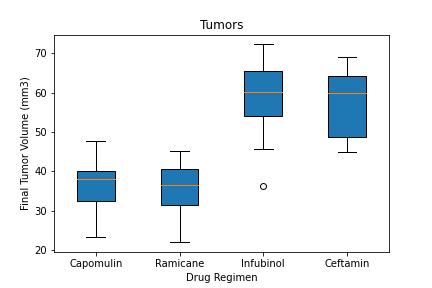 Tumors
Final Tumor Volume (mm3)
70
60
50
40
30
20
Capomulin Ramicane Infubinol Ceftamin
Drug Regimen